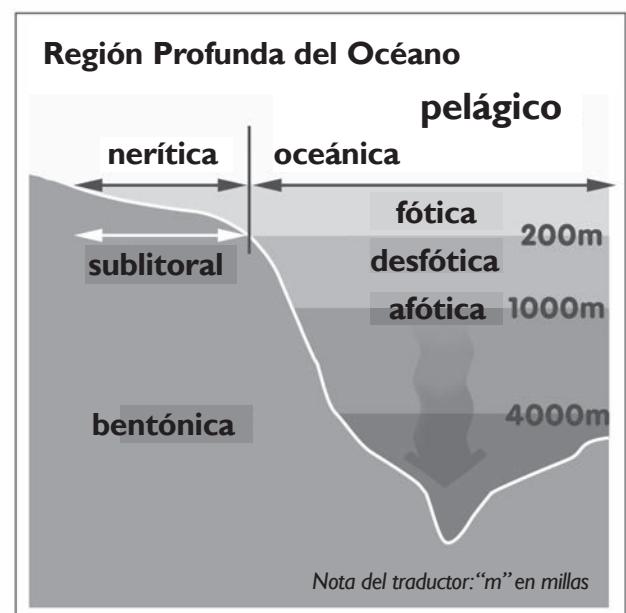 Región Profunda del Océano
pelágico
nerítica
oceánica
fótica
200m
sublitoral
desfótica
afótica
1000m
bentónica
4000m
Nota del traductor: “m” en millas